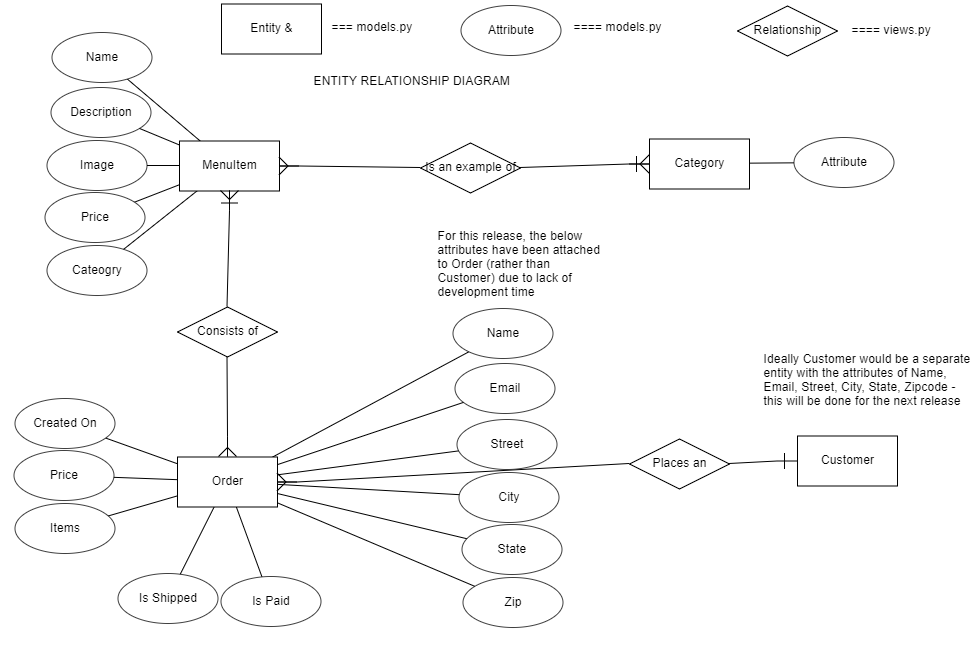 Entity &
=== models.py
Attribute
==== models.py
Relationship
==== views.py
ENTITY RELATIONSHIP DIAGRAM
Name
Description
Image
Price
Cateogry
MenuItem
Is an example of
Category
Attribute
For this release, the below
attributes have been attached
to Order (rather than
Customer) due to lack of
development time
Consists of
Name
Email
Street
City
State
Zip
Ideally Customer would be a separate
entity with the attributes of Name,
Email, Street, City, State, Zipcode -
this will be done for the next release
Created On
Price
Items
Order
Places an
Customer
Is Shipped
Is Paid